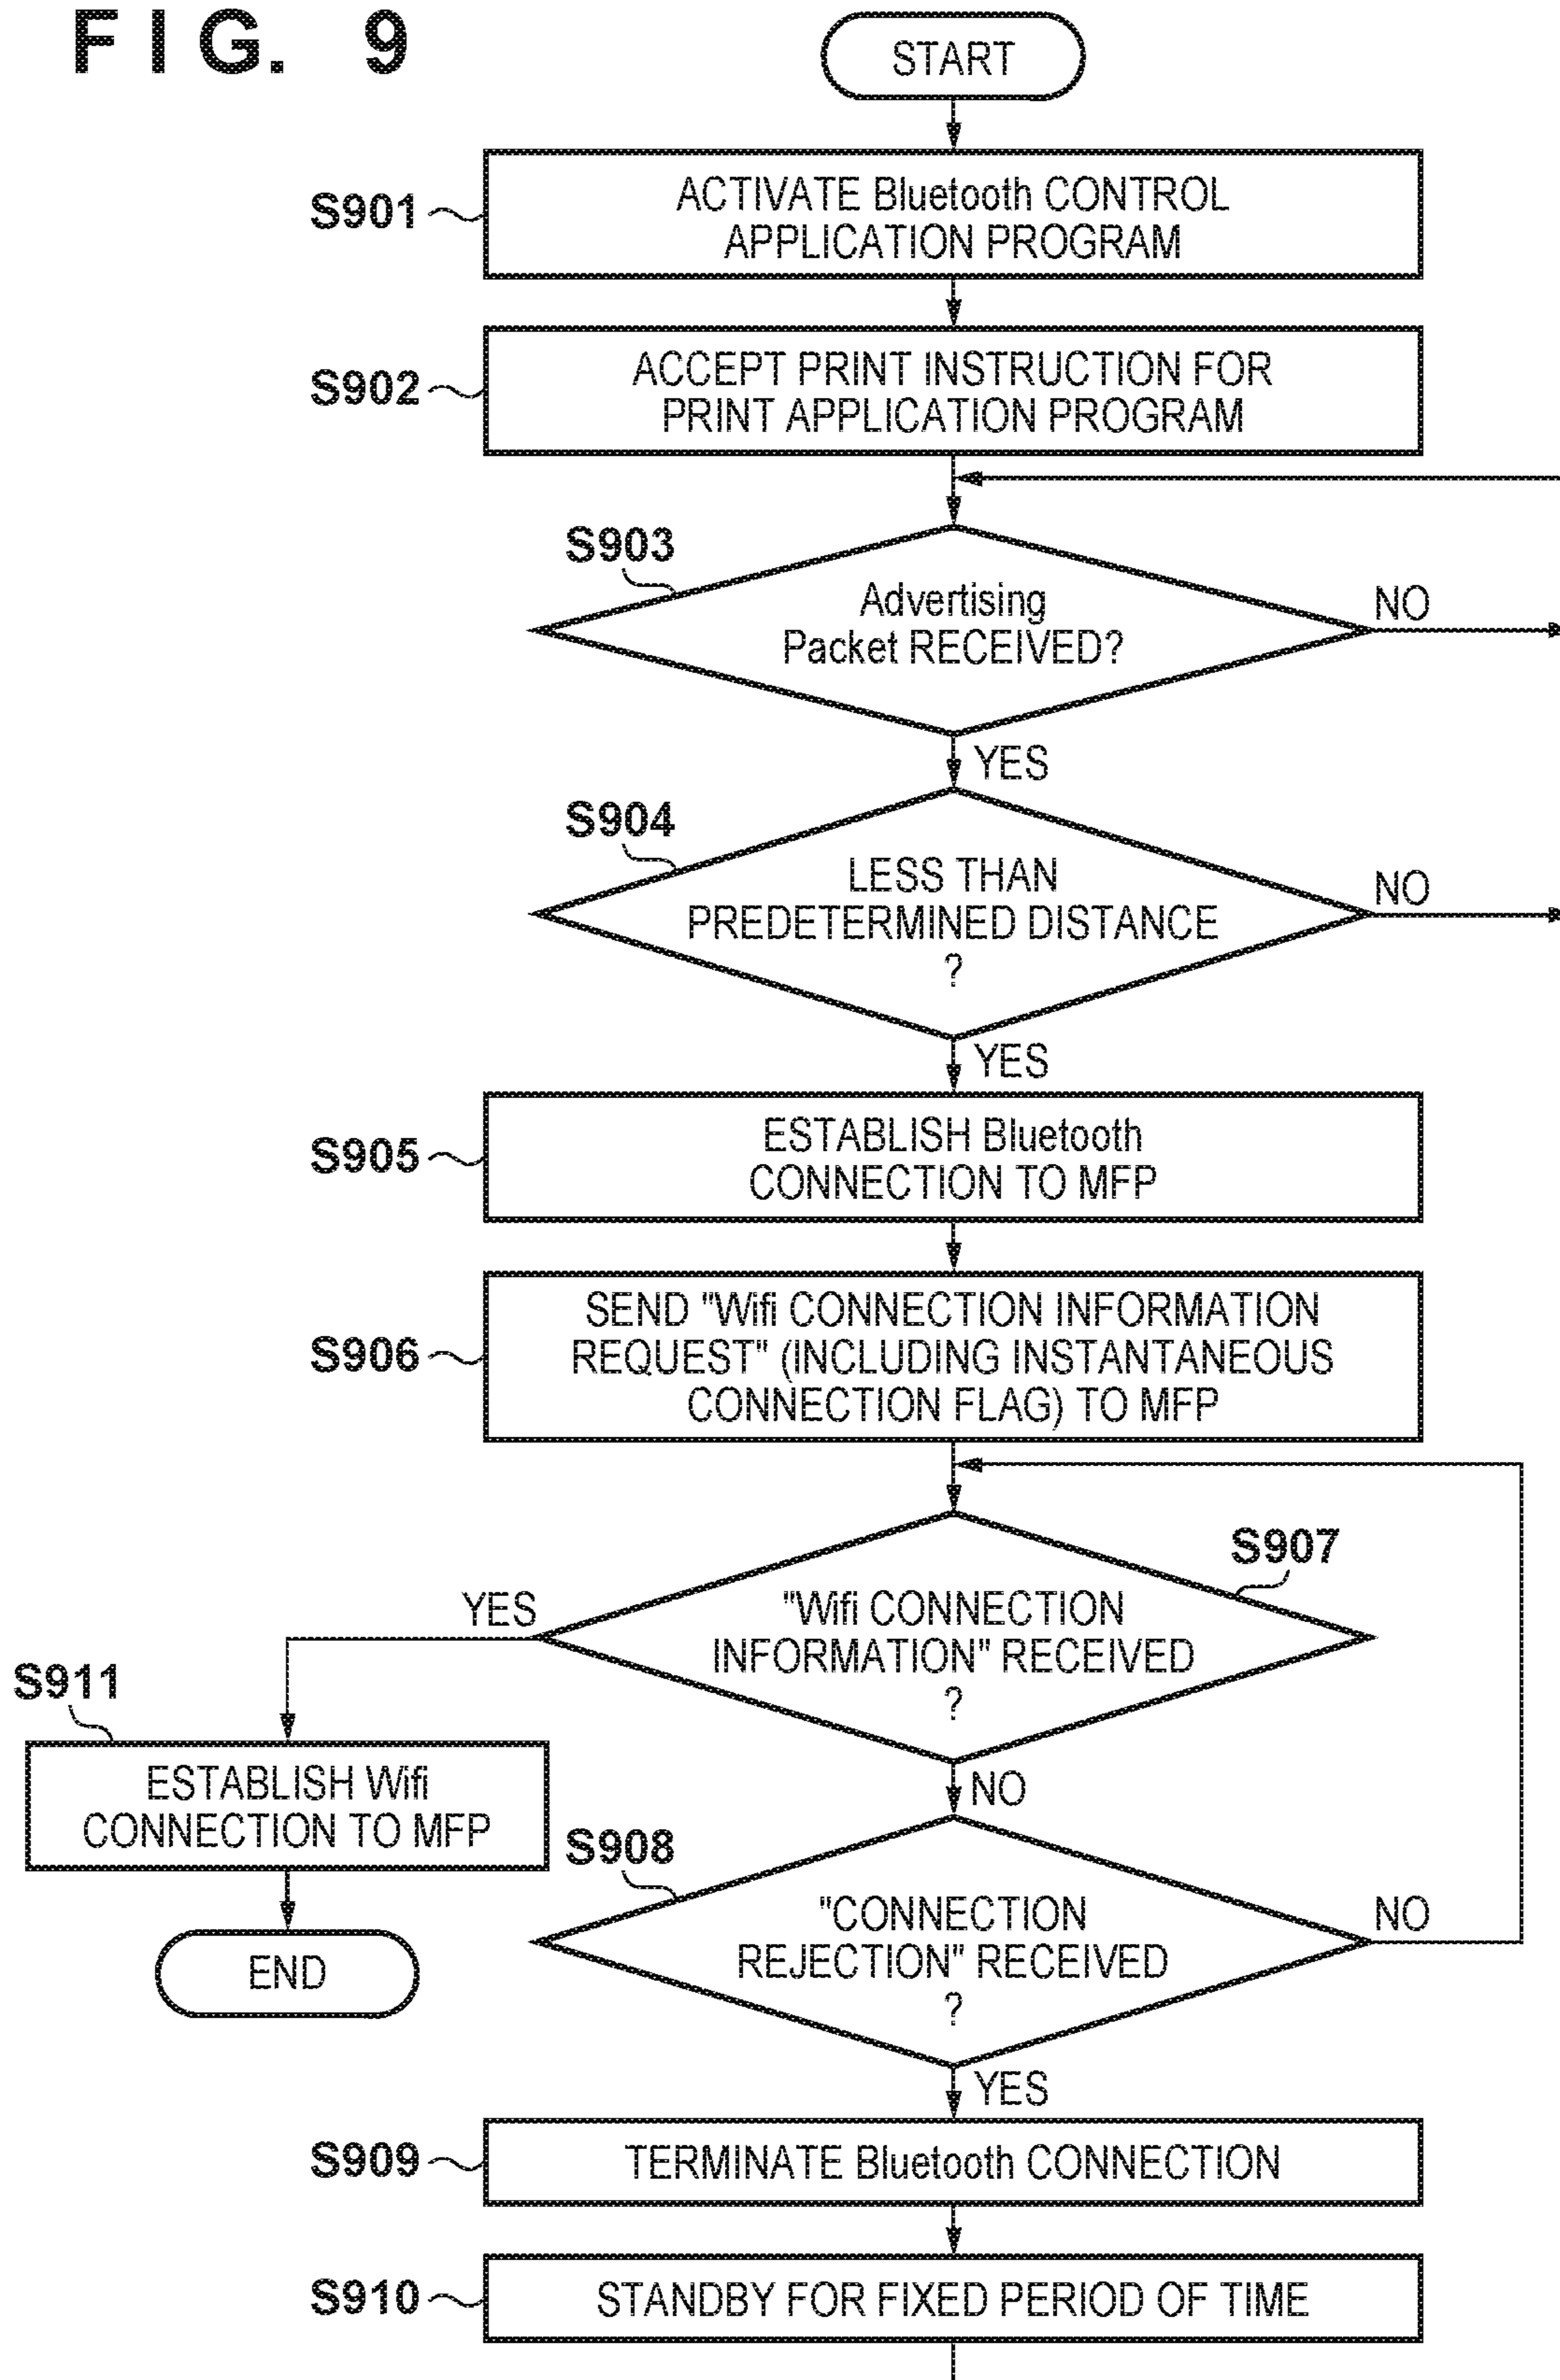 FIG. 9
START
S901
ACTIVATE Bluetooth CONTROL
APPLICATION PROGRAM
S902
ACCEPT PRINT INSTRUCTION FOR
PRINT APPLICATION PROGRAM
S903
Advertising
Packet RECEIVED?
NO
YES
S904
LESS THAN
PREDETERMINED DISTANCE
?
NO
YES
S905
ESTABLISH Bluetooth
CONNECTION TO MFP
S906
SEND "Wifi CONNECTION INFORMATION
REQUEST" (INCLUDING INSTANTANEOUS
CONNECTION FLAG) TO MFP
S907
"Wifi CONNECTION
INFORMATION" RECEIVED
?
YES
NO
S911
ESTABLISH Wifi
CONNECTION TO MFP
END
S908
"CONNECTION
REJECTION" RECEIVED
?
NO
YES
S909
TERMINATE Bluetooth CONNECTION
S910
STANDBY FOR FIXED PERIOD OF TIME